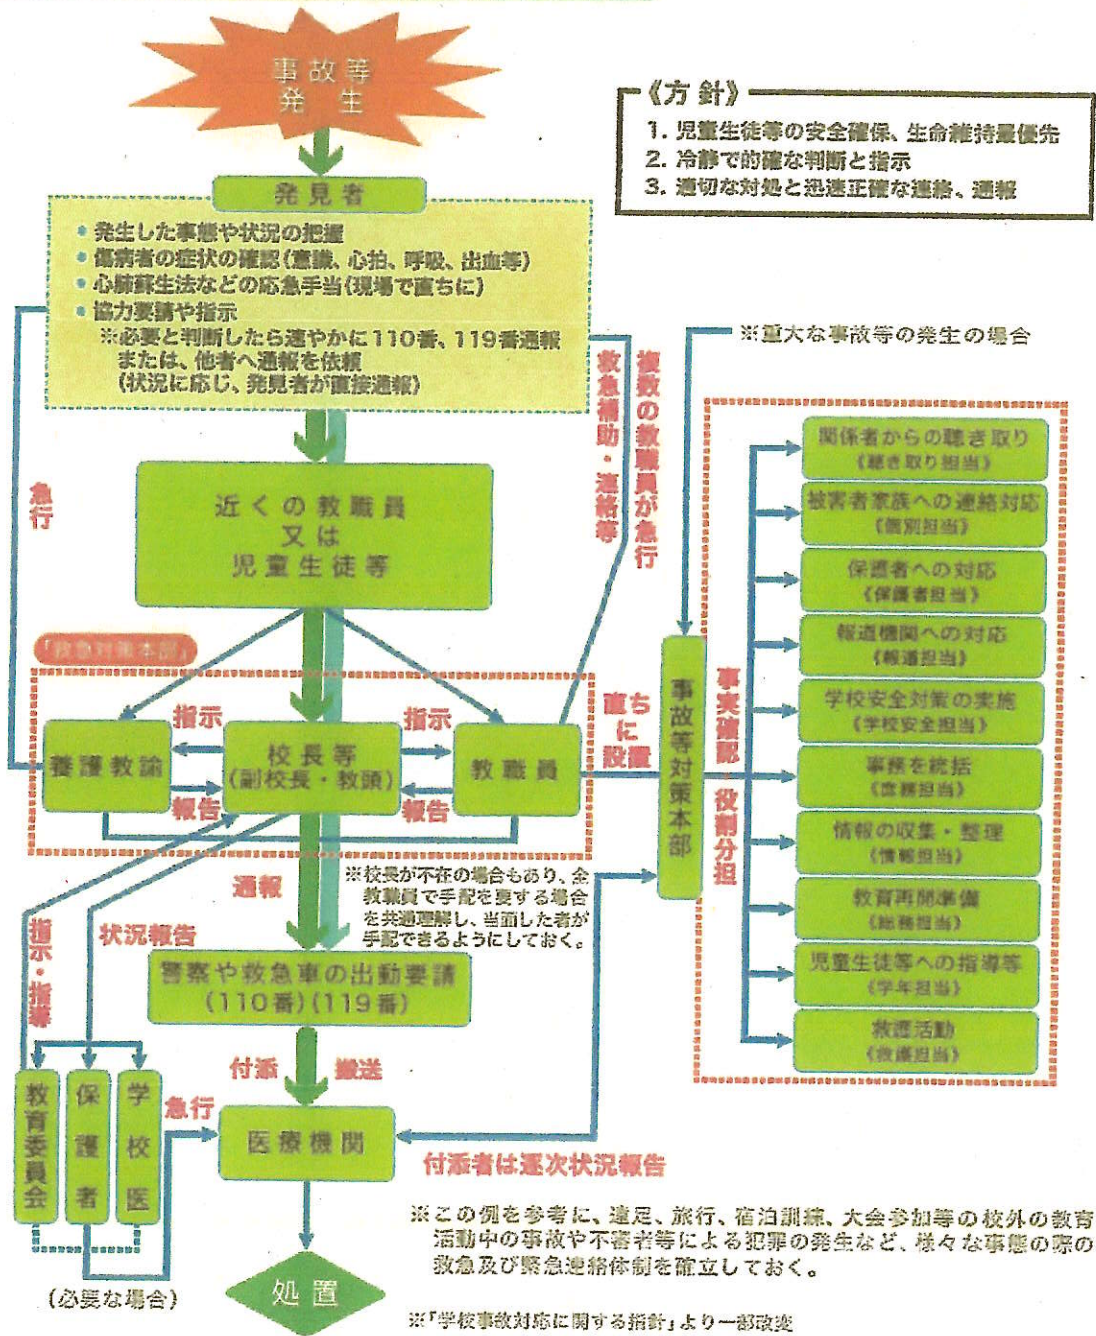 事故等
発生
《方針》
1. 児童生徒等の安全確保、生命維持最優先
2. 冷静で的確な判断と指示
3. 適切な対処と迅速正確な連絡、通報
発見者
• 発生した事態や状況の把握
• 傷病者の症状の確認(意識、心拍、呼吸、出血等)
• 心肺蘇生法などの応急手当(現場で直ちに)
• 協力要請や指示
※必要と判断したら速やかに110番、119番通報
または、他者へ通報を依頼
(状況に応じ、発見者が直接通報)
※重大な事故等の発生の場合
急行
複数の教職員が急行
救急補助・連絡等
近くの教職員
又は
児童生徒等
「救急対策本部」
養護教諭
指示
報告
校長等
(副校長・教頭)
指示
報告
教職員
直ちに
設置
事故等対策本部
事実確認・役割分担
関係者からの聴き取り
《聴き取り担当》
被害者家族への連絡対応
《個別担当》
保護者への対応
《保護者担当》
報道機関への対応
《報道担当》
学校安全対策の実施
《学校安全担当》
事務を統括
《庶務担当》
情報の収集・整理
《情報担当》
教育再開準備
《総務担当》
児童生徒等への指導等
《学年担当》
救護活動
《救護担当》
通報
※校長が不在の場合もあり、全
教職員で手配を要する場合
を共通理解し、当面した者が
手配できるようにしておく。
指示・指導
状況報告
警察や救急車の出動要請
(110番)(119番)
付添
搬送
教育委員会
保護者
学校医
急行
医療機関
付添者は逐次状況報告
(必要な場合)
処置
※この例を参考に、遠足、旅行、宿泊訓練、大会参加等の校外の教育
活動中の事故や不審者等による犯罪の発生など、様々な事態の際の
救急及び緊急連絡体制を確立しておく。
※「学校事故対応に関する指針」より一部改変